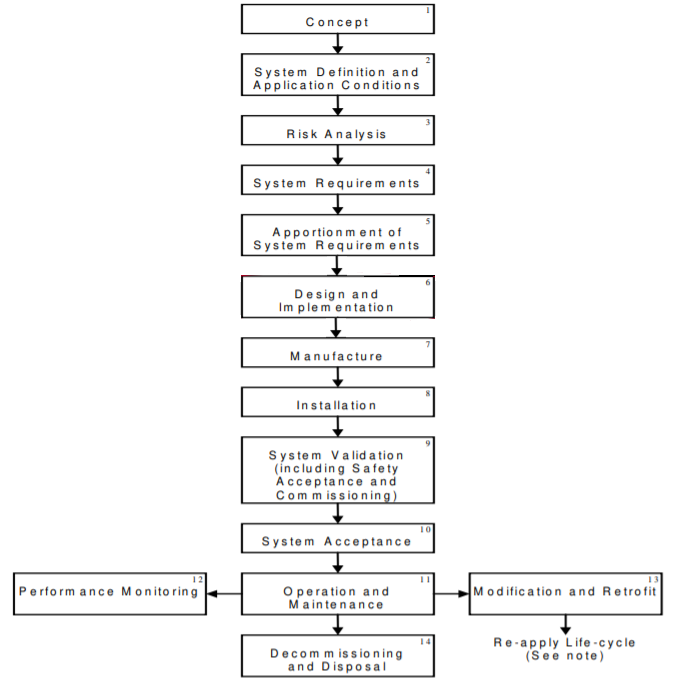 1
Concept
2
System Definition and
Application Conditions
3
Risk Analysis
4
System Requirements
5
Apportionment of
System Requirements
6
Design and
Implementation
7
Manufacture
8
Installation
9
System Validation
(including Safety
Acceptance and
Commissioning)
10
System Acceptance
12
Performance Monitoring
11
Operation and
Maintenance
13
Modification and Retrofit
14
Decommissioning
and Disposal
Re-apply Life-cycle
(See note)